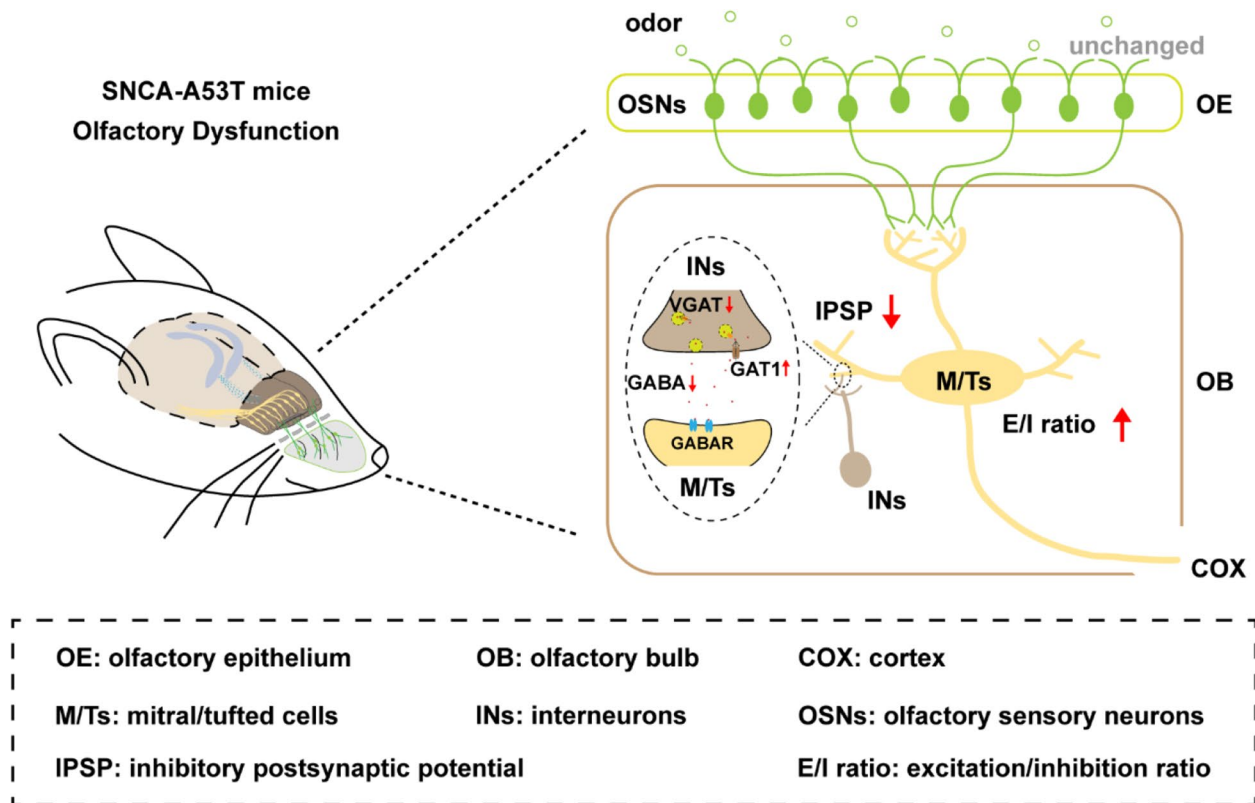 SNCA-A53T mice
Olfactory Dysfunction
odor
unchanged
OSNs
OE
INs
VGAT
GAT1
GABA
GABAR
M/Ts
IPSP
M/Ts
E/I ratio
INs
OB
COX
OE: olfactory epithelium
OB: olfactory bulb
COX: cortex
M/Ts: mitral/tufted cells
INs: interneurons
OSNs: olfactory sensory neurons
IPSP: inhibitory postsynaptic potential
E/I ratio: excitation/inhibition ratio